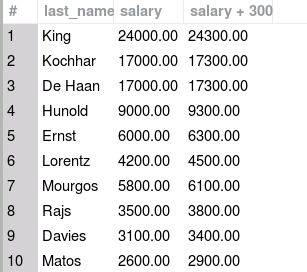 # last_name salary salary + 300
1 King 24000.00 24300.00
2 Kochhar 17000.00 17300.00
3 De Haan 17000.00 17300.00
4 Hunold 9000.00 9300.00
5 Ernst 6000.00 6300.00
6 Lorentz 4200.00 4500.00
7 Mourgos 5800.00 6100.00
8 Rajs 3500.00 3800.00
9 Davies 3100.00 3400.00
10 Matos 2600.00 2900.00